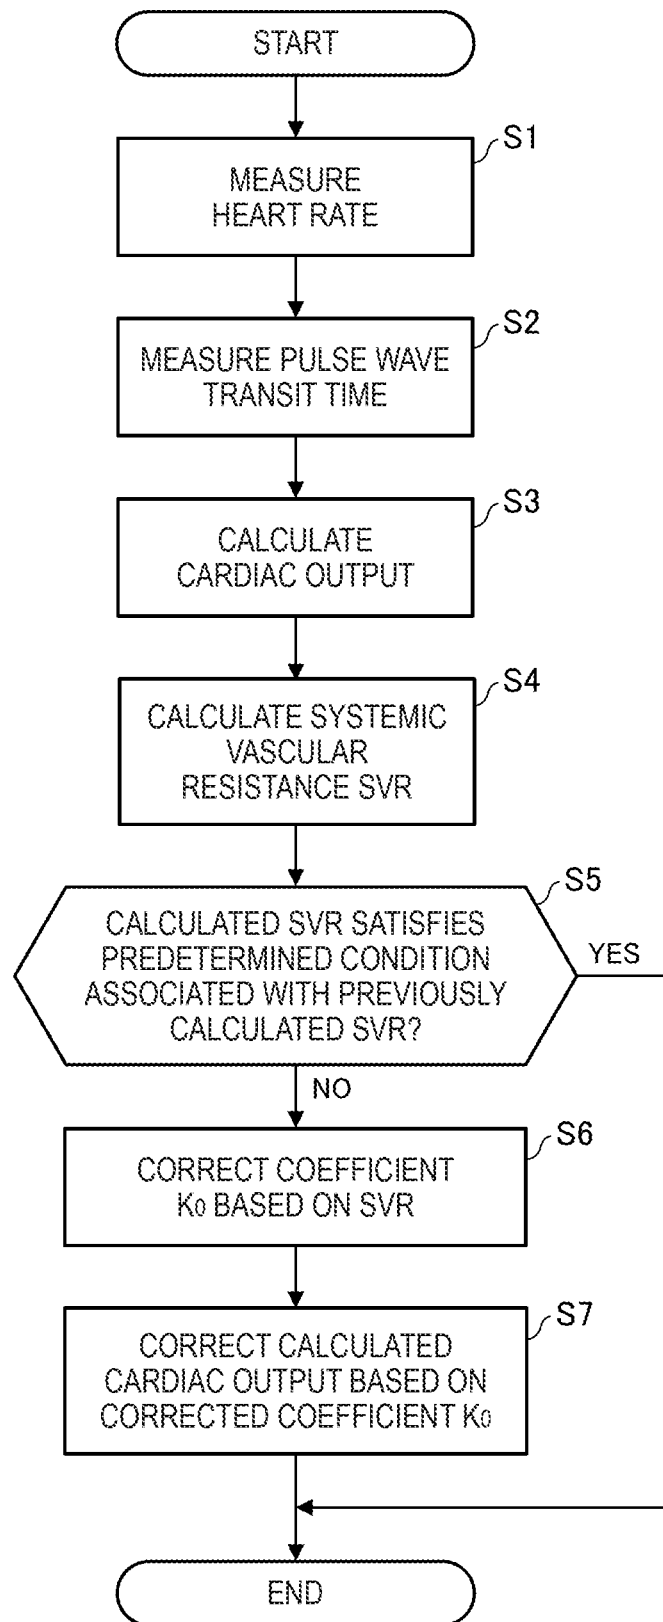 START
S1
MEASURE
HEART RATE
S2
MEASURE PULSE WAVE
TRANSIT TIME
S3
CALCULATE
CARDIAC OUTPUT
S4
CALCULATE SYSTEMIC
VASCULAR
RESISTANCE SVR
S5
CALCULATED SVR SATISFIES
PREDETERMINED CONDITION
ASSOCIATED WITH PREVIOUSLY
CALCULATED SVR?
YES
NO
S6
CORRECT COEFFICIENT
K0 BASED ON SVR
S7
CORRECT CALCULATED
CARDIAC OUTPUT BASED ON
CORRECTED COEFFICIENT K0
END